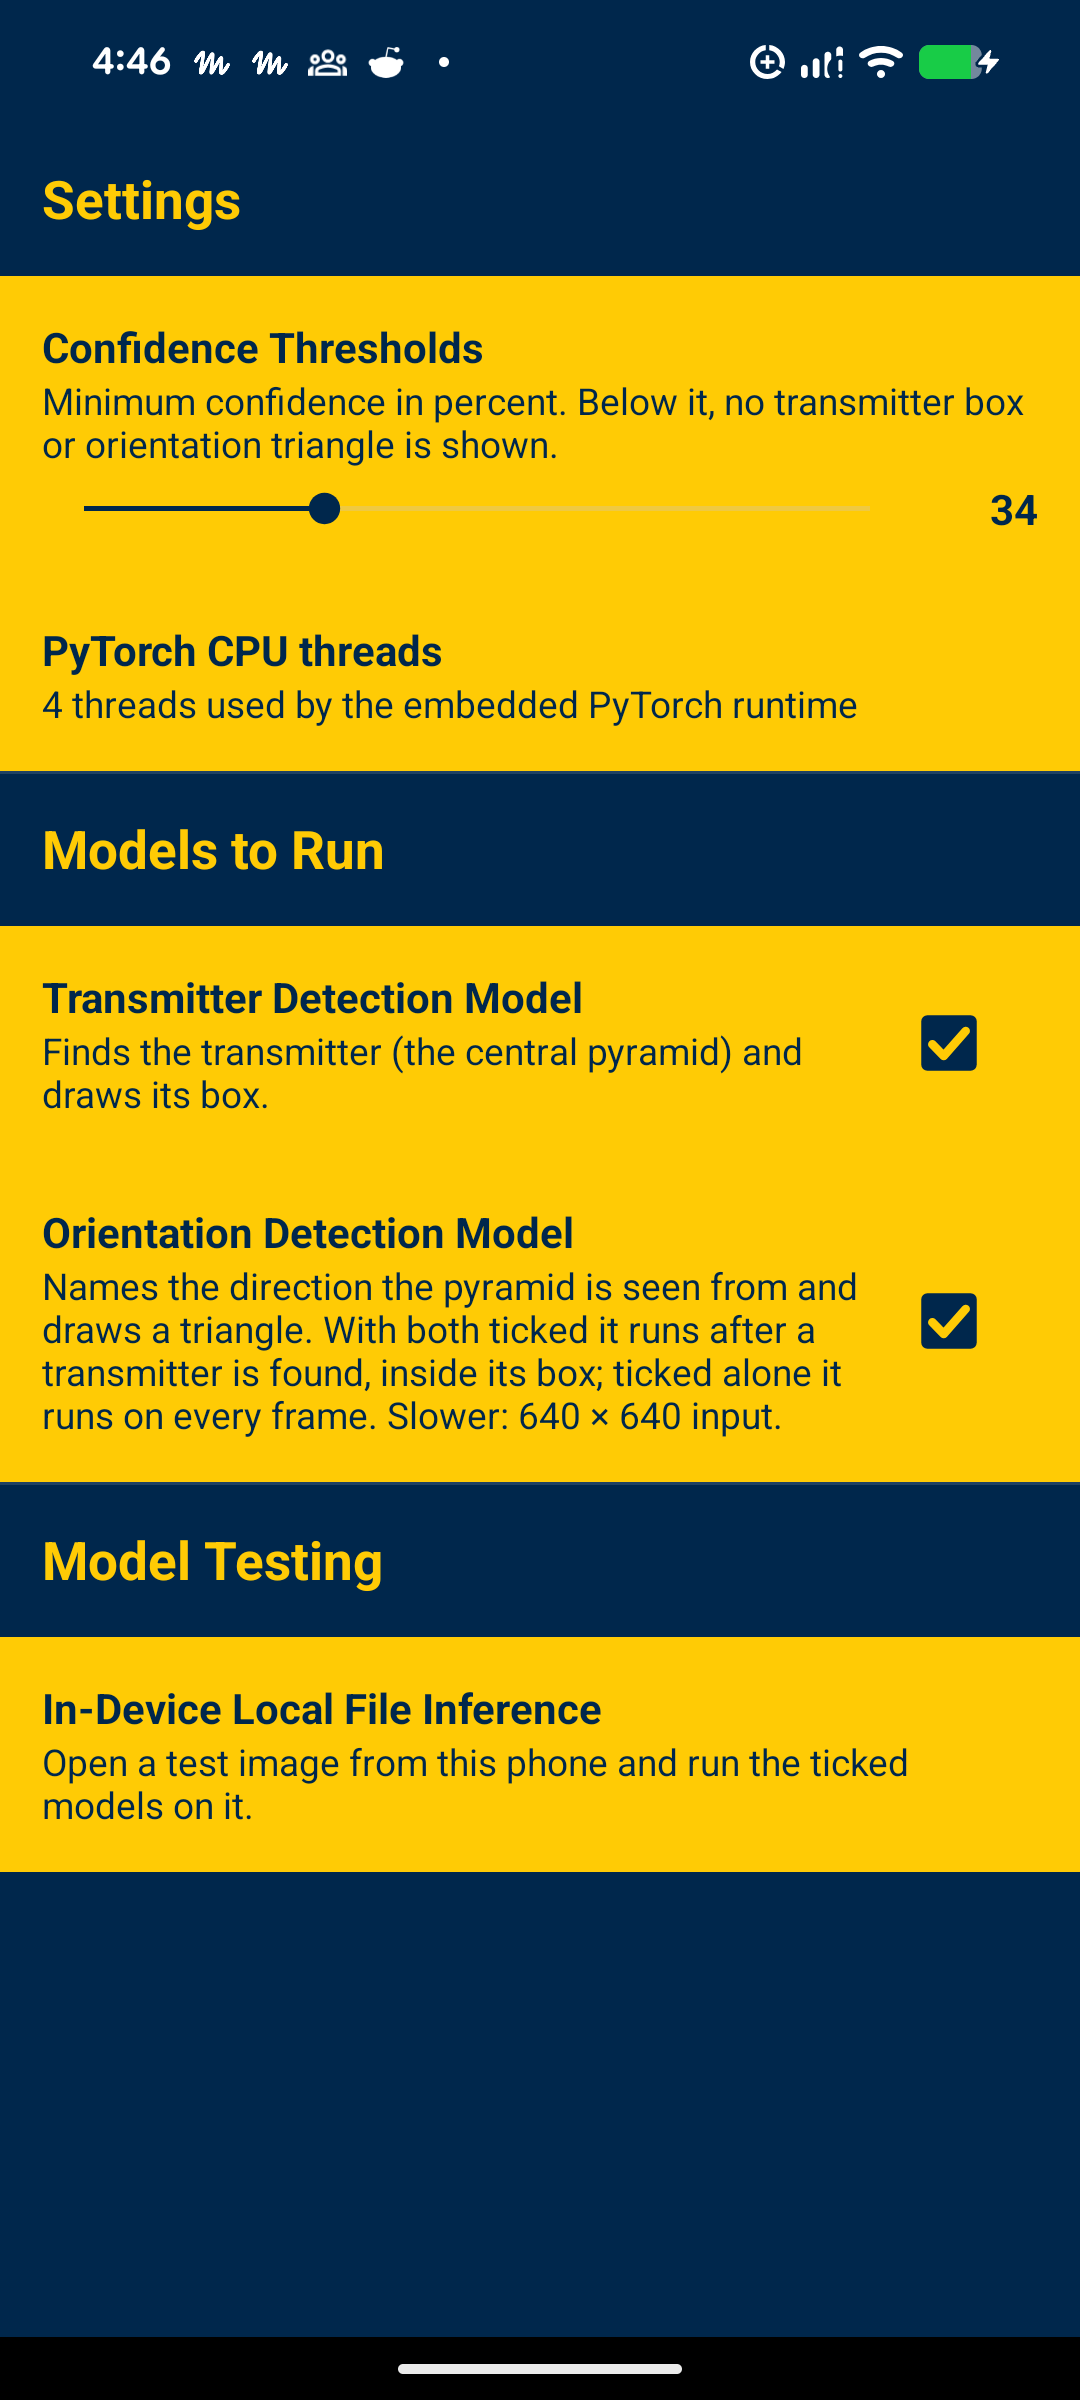 4:46
Settings
Confidence Thresholds
Minimum confidence in percent. Below it, no transmitter box
or orientation triangle is shown.
34
PyTorch CPU threads
4 threads used by the embedded PyTorch runtime
Models to Run
Transmitter Detection Model
Finds the transmitter (the central pyramid) and
draws its box.
Orientation Detection Model
Names the direction the pyramid is seen from and
draws a triangle. With both ticked it runs after a
transmitter is found, inside its box; ticked alone it
runs on every frame. Slower: 640 × 640 input.
Model Testing
In-Device Local File Inference
Open a test image from this phone and run the ticked
models on it.